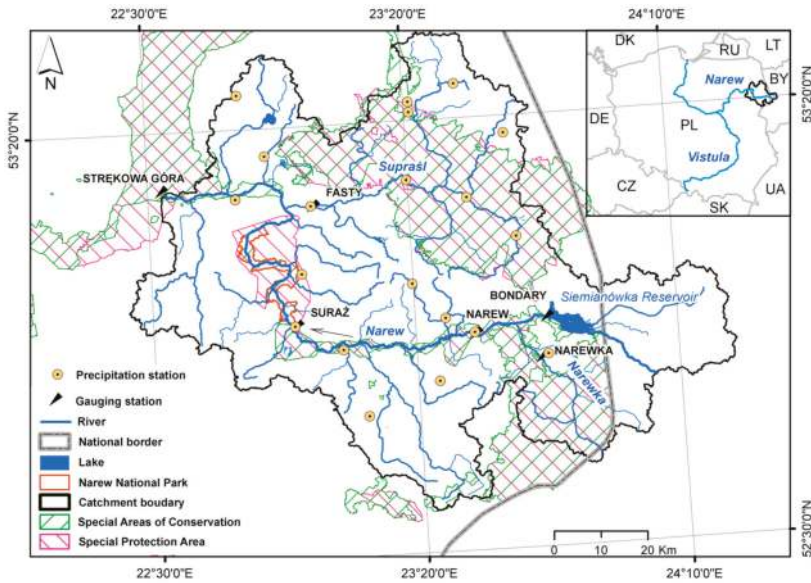 22°30'0"E
23°20'0"E
24°10'0"E
N
DK
RU
LT
Narew
BY
DE
PL
Vistula
CZ
UA
SK
53°20'0"N
53°20'0"N
STRĘKOWA GÓRA
Supraśl
FASTY
BONDARY
Siemianówka Reservoir
SURAŻ
Narew
NAREW
NAREWKA
Narewka
Precipitation station
Gauging station
River
National border
Lake
Narew National Park
Catchment boudary
Special Areas of Conservation
Special Protection Area
0 10 20 Km
52°30'0"N
22°30'0"E
23°20'0"E
24°10'0"E